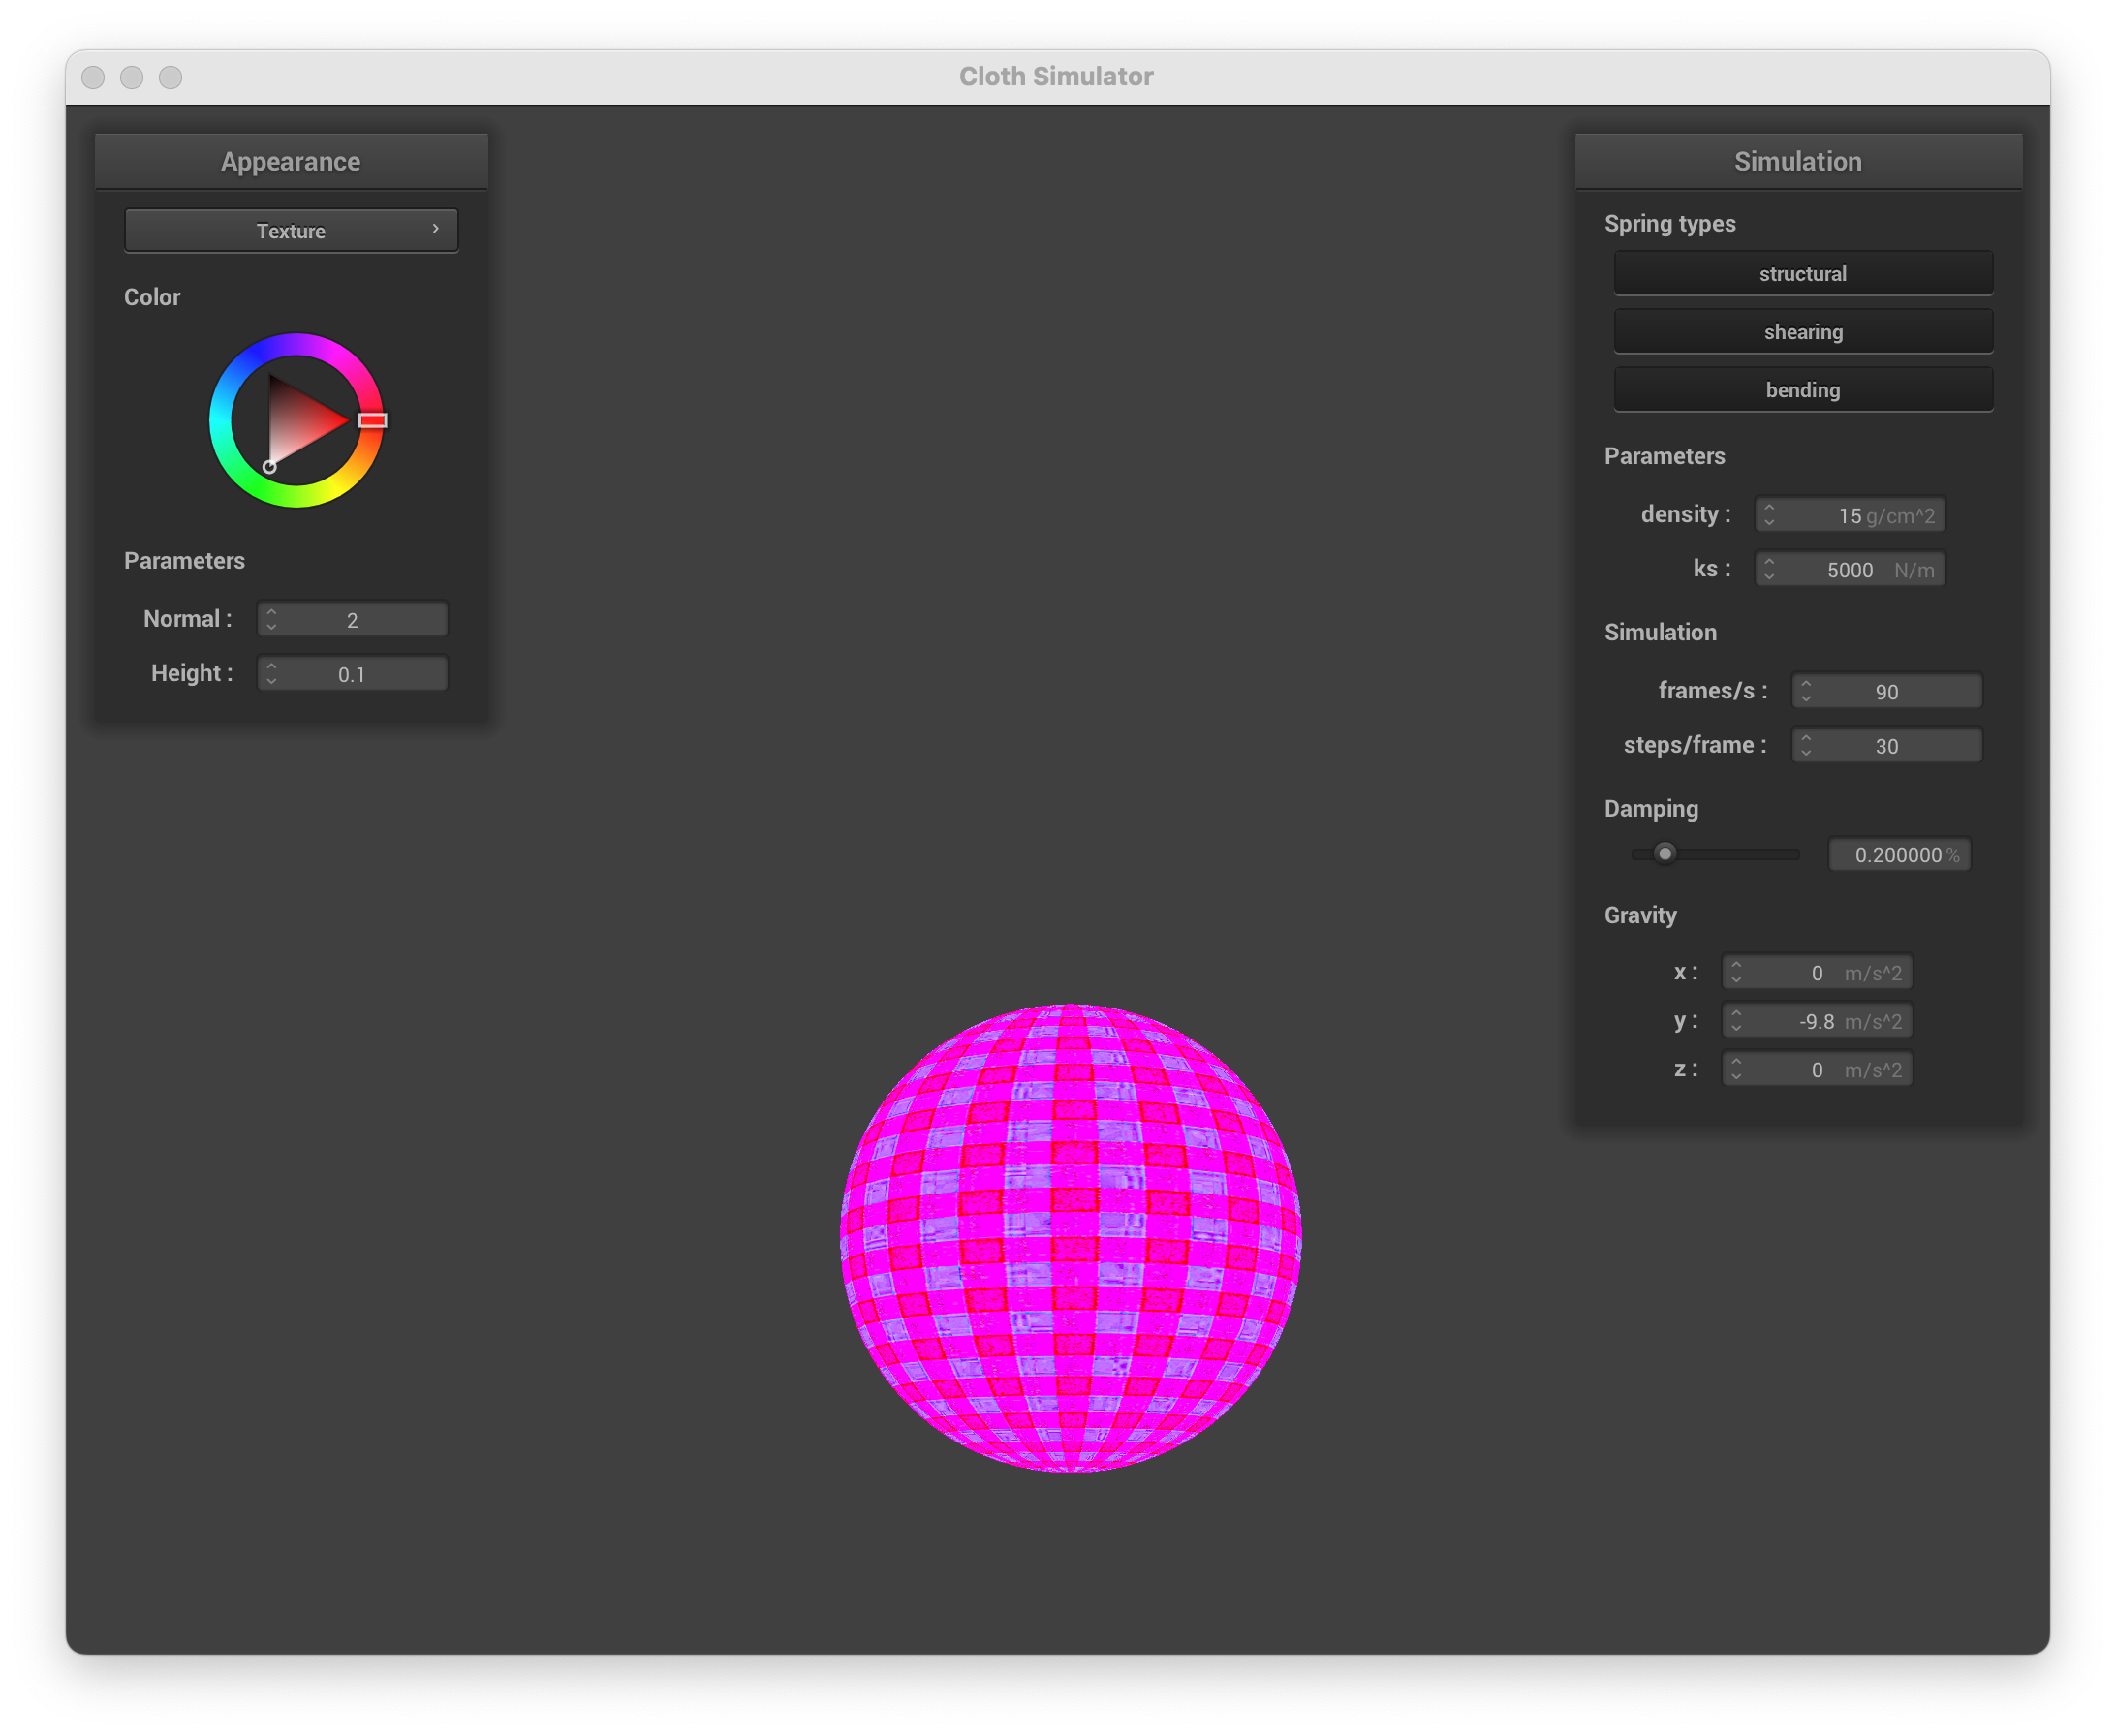 Cloth Simulator
Appearance
Texture
Color
Parameters
Normal : 2
Height : 0.1
Simulation
Spring types
structural
shearing
bending
Parameters
density : 15 g/cm^2
ks : 5000 N/m
Simulation
frames/s : 90
steps/frame : 30
Damping
0.200000 %
Gravity
x : 0 m/s^2
y : -9.8 m/s^2
z : 0 m/s^2